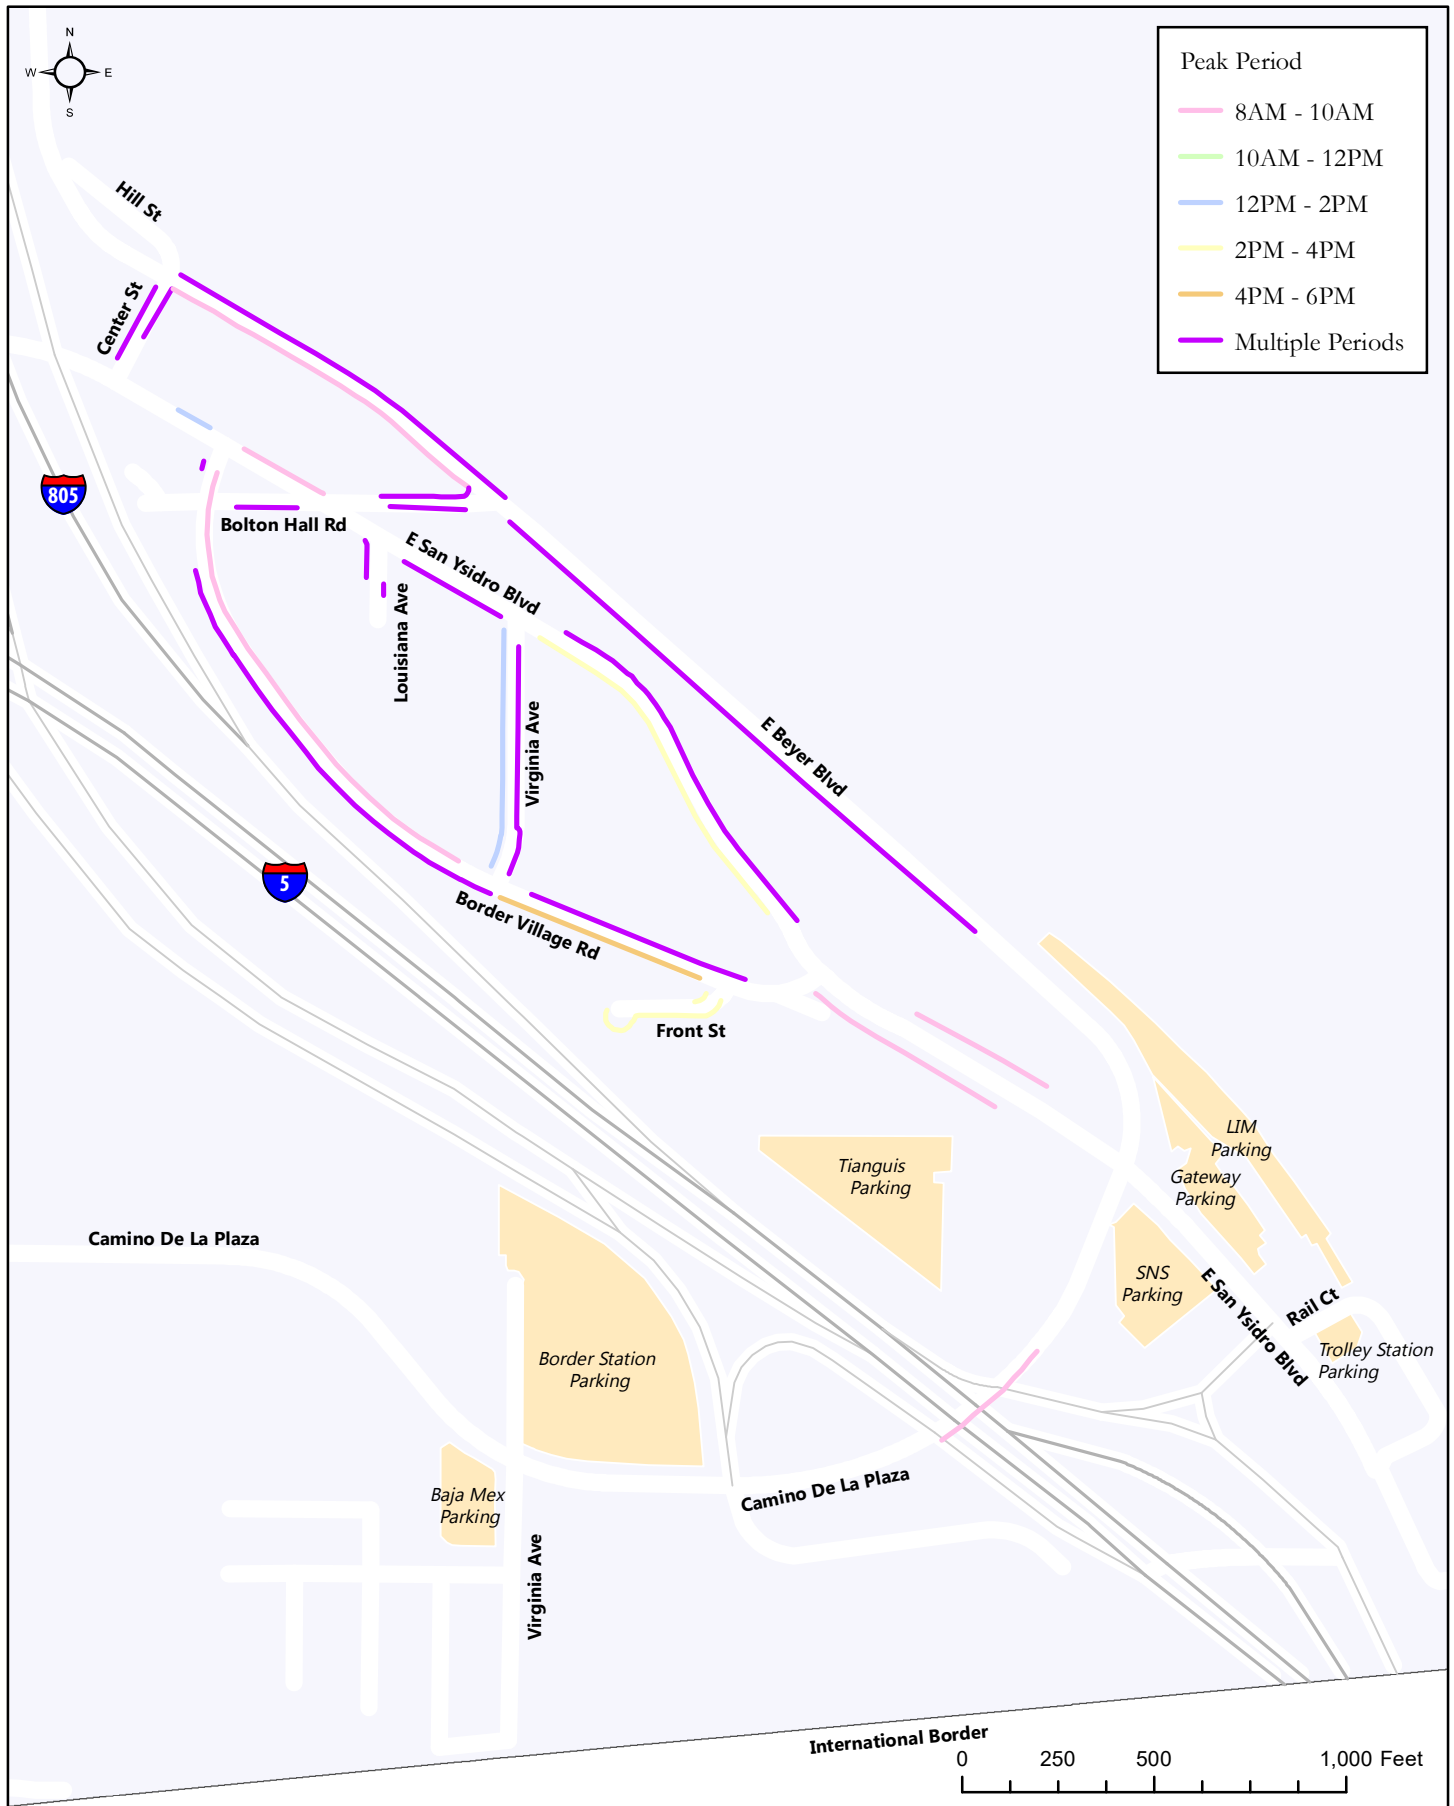 N
W E
S
Peak Period
8AM - 10AM
10AM - 12PM
12PM - 2PM
2PM - 4PM
4PM - 6PM
Multiple Periods
Hill St
Center St
805
Bolton Hall Rd
E San Ysidro Blvd
Louisiana Ave
Virginia Ave
E Beyer Blvd
5
Border Village Rd
Front St
LIM
Parking
Tianguis
Parking
Gateway
Parking
Camino De La Plaza
SNS
Parking
E San Ysidro Blvd
Rail Ct
Trolley Station
Parking
Border Station
Parking
Baja Mex
Parking
Camino De La Plaza
Virginia Ave
International Border
0 250 500 1,000 Feet